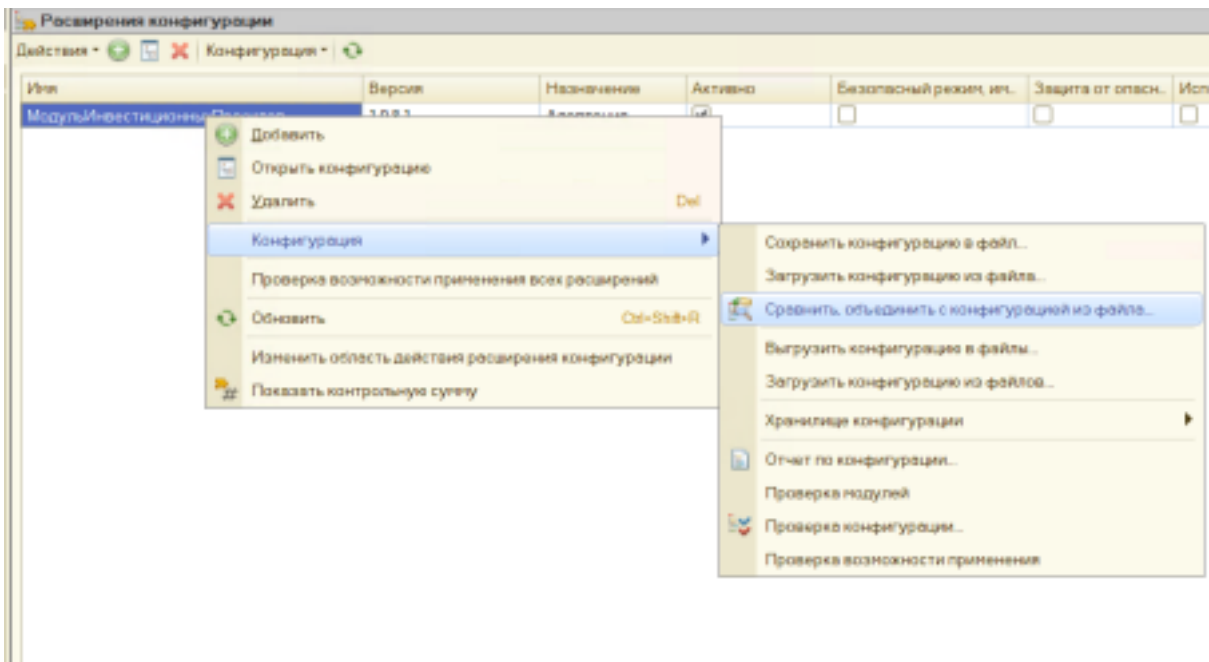 Расширения конфигурации
Действия Конфигурация
Имя Версия Назначение Активно Безопасный режим, им... Защита от опасн... Исп
МодульИнвестиционны
Добавить
Открыть конфигурацию
Удалить Del
Конфигурация
Проверка возможности применения всех расширений
Обновить Ctrl+Shift+R
Изменить область действия расширения конфигурации
Показать контрольную сумму
Сохранить конфигурацию в файл...
Загрузить конфигурацию из файла...
Сравнить, объединить с конфигурацией из файла...
Выгрузить конфигурацию в файлы...
Загрузить конфигурацию из файлов...
Хранилище конфигурации
Отчет по конфигурации...
Проверка модулей
Проверка конфигурации...
Проверка возможности применения